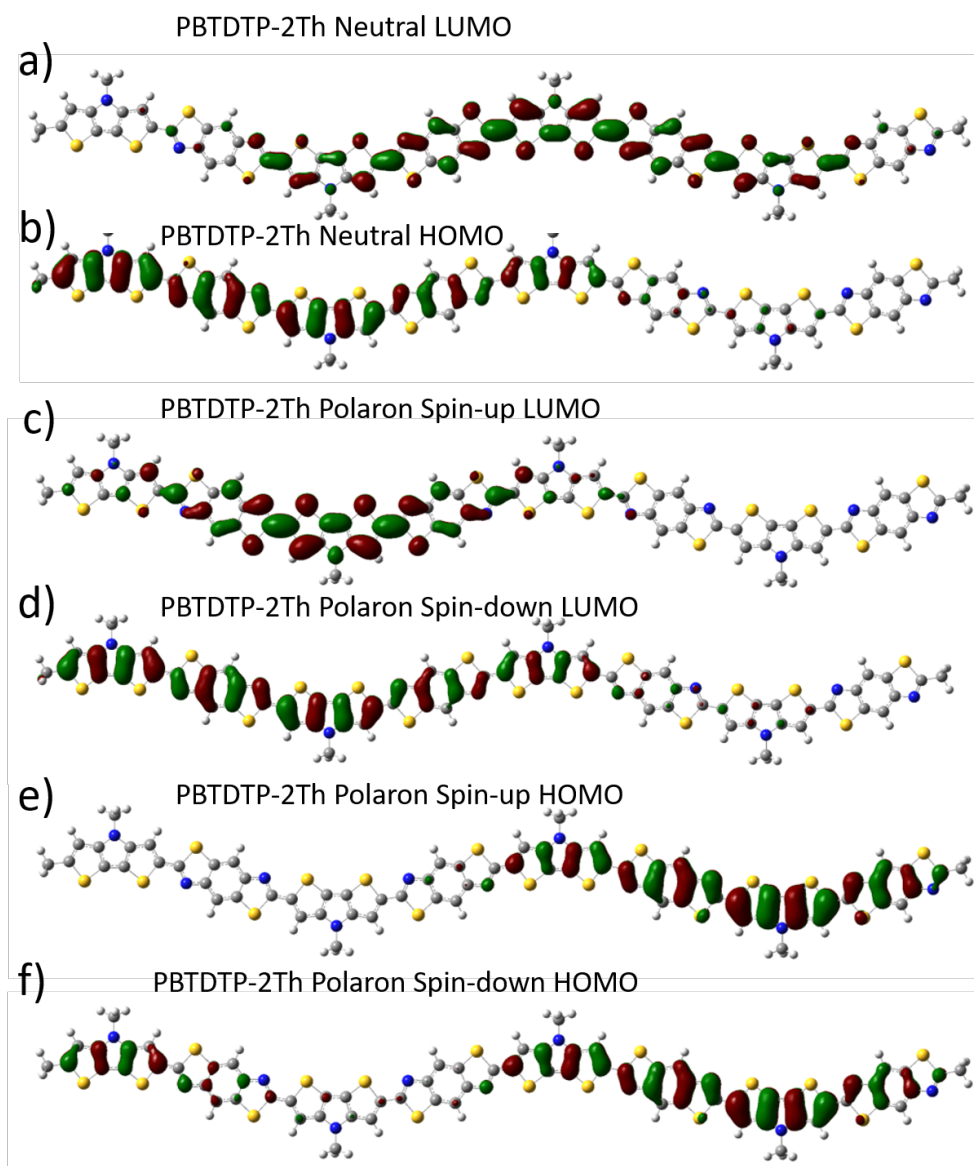 PBTDTP-2Th Neutral LUMO
a)
b)
PBTDTP-2Th Neutral HOMO
c)
PBTDTP-2Th Polaron Spin-up LUMO
d)
PBTDTP-2Th Polaron Spin-down LUMO
e)
PBTDTP-2Th Polaron Spin-up HOMO
f)
PBTDTP-2Th Polaron Spin-down HOMO